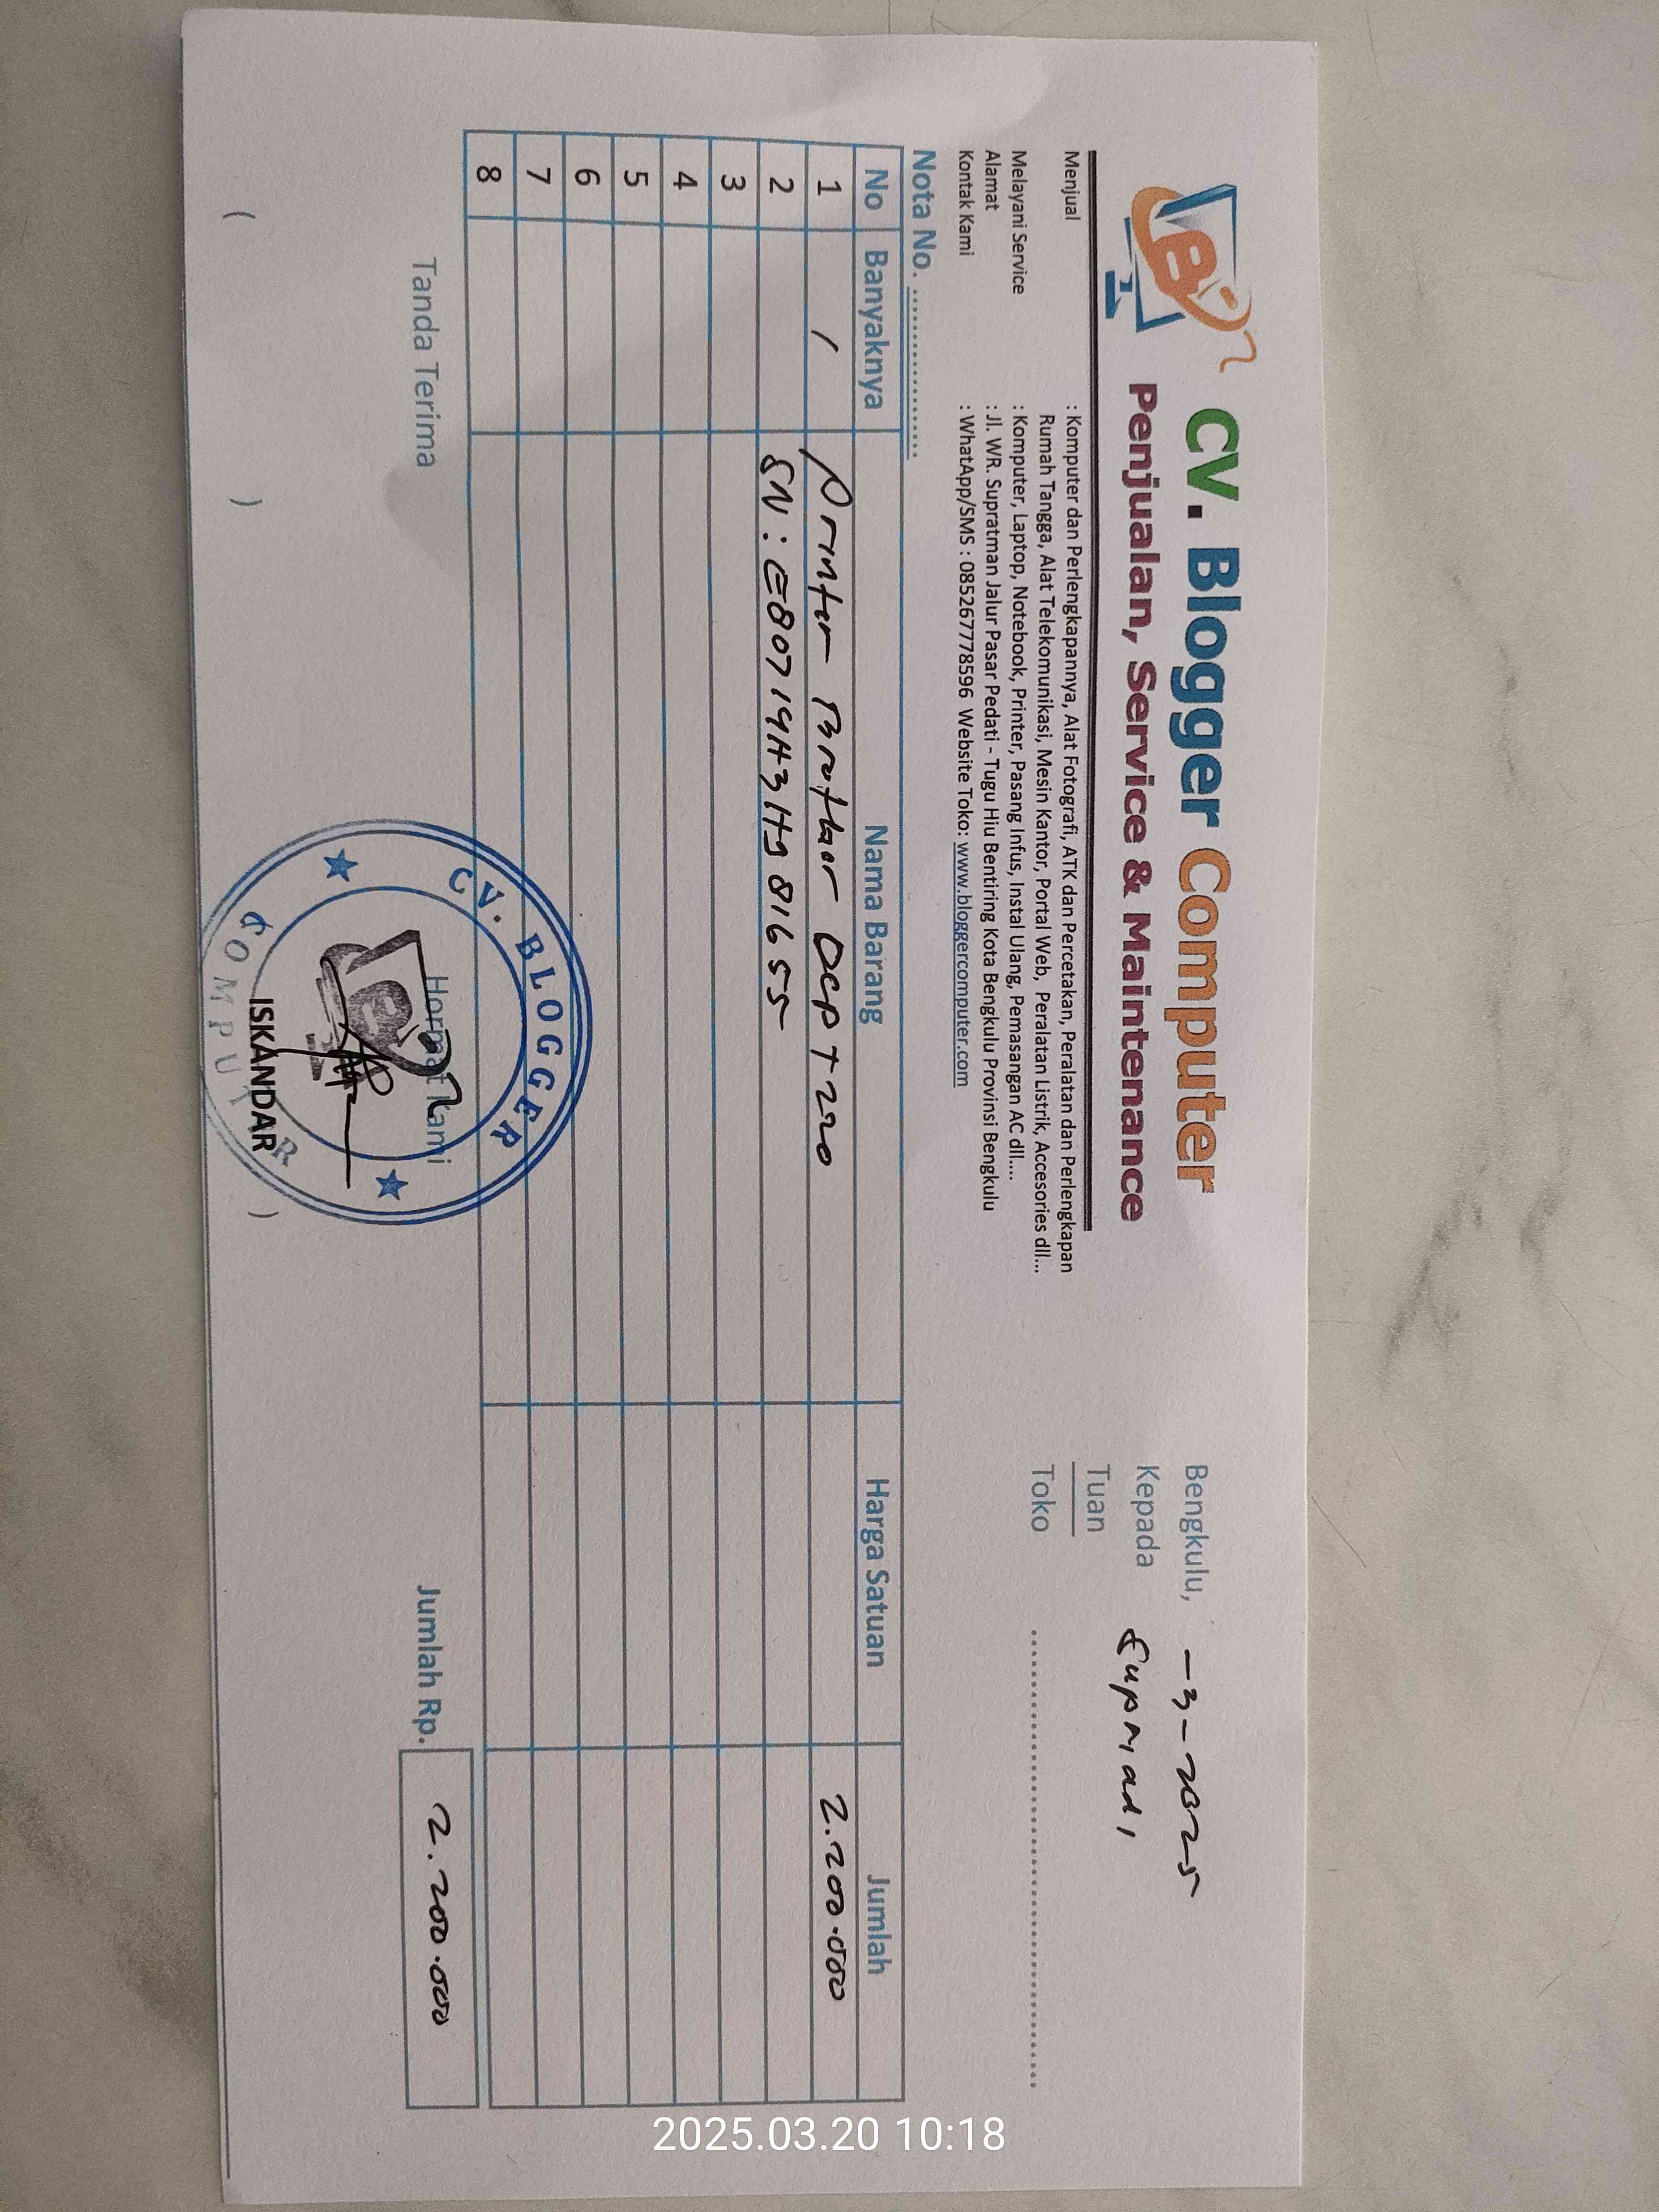 CV. Blogger Computer
Penjualan, Service & Maintenance
Menjual : Komputer dan Perlengkapannya, Alat Fotografi, ATK dan Percetakan, Peralatan dan Perlengkapan
Rumah Tangga, Alat Telekomunikasi, Mesin Kantor, Portal Web, Peralatan Listrik, Accesories dll...
Melayani Service : Komputer, Laptop, Notebook, Printer, Pasang Infus, Instal Ulang, Pemasangan AC dll....
Alamat : Jl. WR. Supratman Jalur Pasar Pedati - Tugu Hiu Bentiring Kota Bengkulu Provinsi Bengkulu
Kontak Kami : WhatApp/SMS : 085267778596 Website Toko: www.bloggercomputer.com
Bengkulu, -3-2025
Kepada
Tuan
Toko ..........
Nota No. ..........
No Banyaknya Nama Barang Harga Satuan Jumlah
1 1 Printer Brother DCP T220 2.200.000
2 SN: E80719H3H981655
3
4
5
6
7
8
Tanda Terima Hormat Kami Jumlah Rp. 2.200.000
( ) ISKANDAR )
CV. BLOGGER
COMPUTER
2025.03.20 10:18